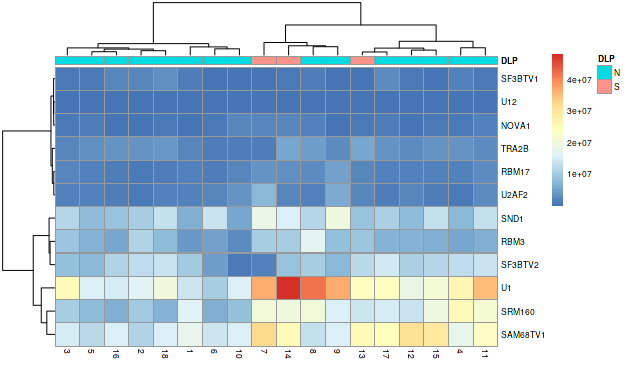 DLP
SF3BTV1
U12
NOVA1
TRA2B
RBM17
U2AF2
SND1
RBM3
SF3BTV2
U1
SRM160
SAM68TV1
3 5 16 2 18 1 6 10 7 14 8 9 13 17 12 15 4 11
4e+07
3e+07
2e+07
1e+07
DLP
N
S